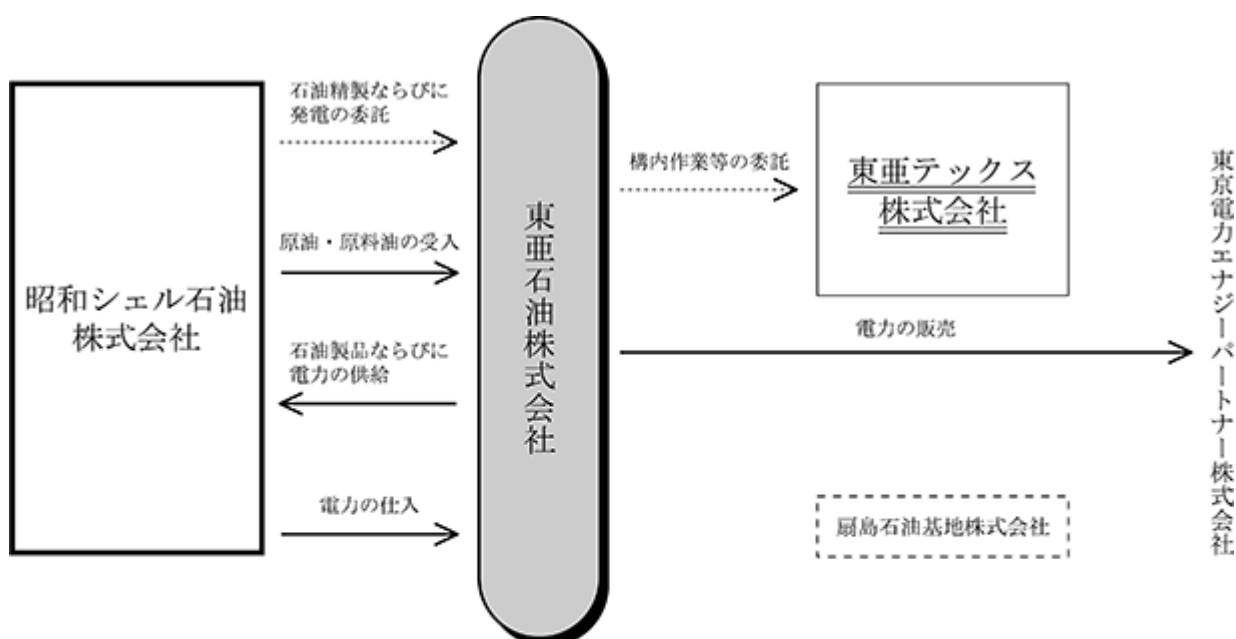 昭和シェル石油
株式会社
石油精製ならびに
発電の委託
原油・原料油の受入
石油製品ならびに
電力の供給
電力の仕入
東亜石油株式会社
構内作業等の委託
東亜テックス
株式会社
電力の販売
扇島石油基地株式会社
東京電力エナジーパートナー株式会社